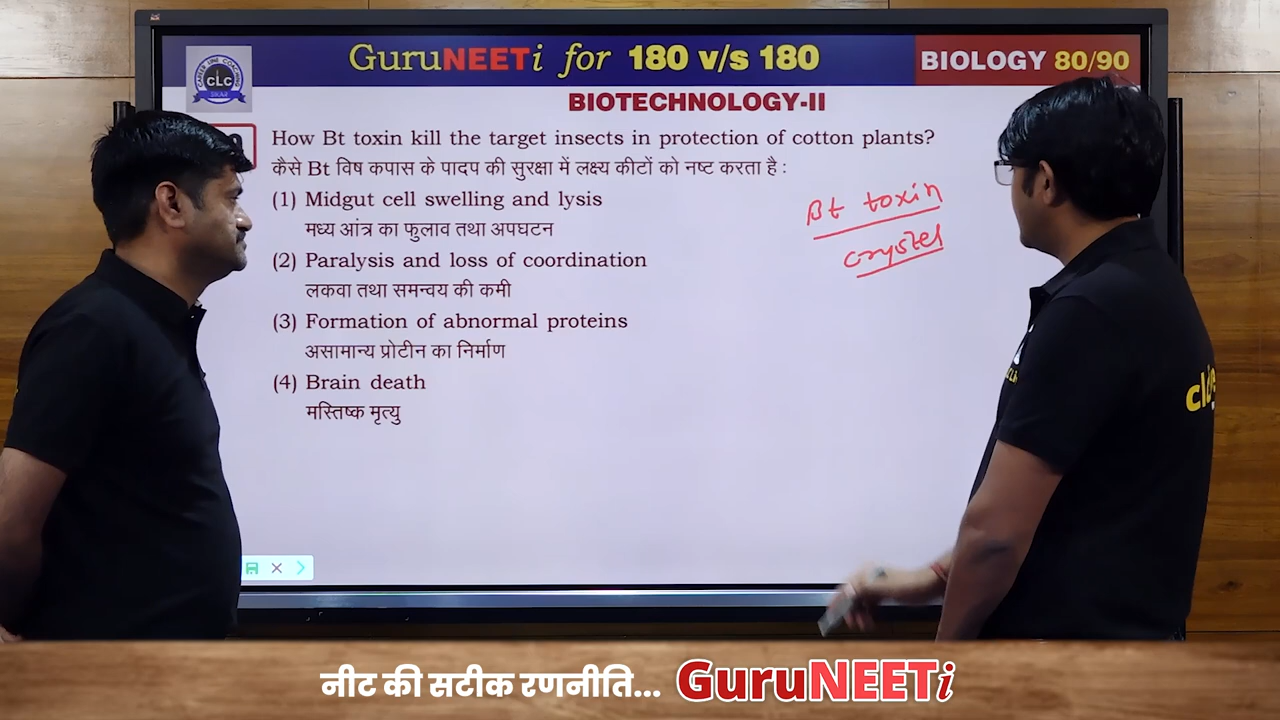 GuruNEETi for 180 v/s 180
BIOLOGY 80/90
CLC
SIKAR
BIOTECHNOLOGY-II
How Bt toxin kill the target insects in protection of cotton plants?
कैसे Bt विष कपास के पादप की सुरक्षा में लक्ष्य कीटों को नष्ट करता है :
(1) Midgut cell swelling and lysis
मध्य आंत्र का फुलाव तथा अपघटन
(2) Paralysis and loss of coordination
लकवा तथा समन्वय की कमी
(3) Formation of abnormal proteins
असामान्य प्रोटीन का निर्माण
(4) Brain death
मस्तिष्क मृत्यु
Bt toxin
नीट की सटीक रणनीति... GuruNEETi